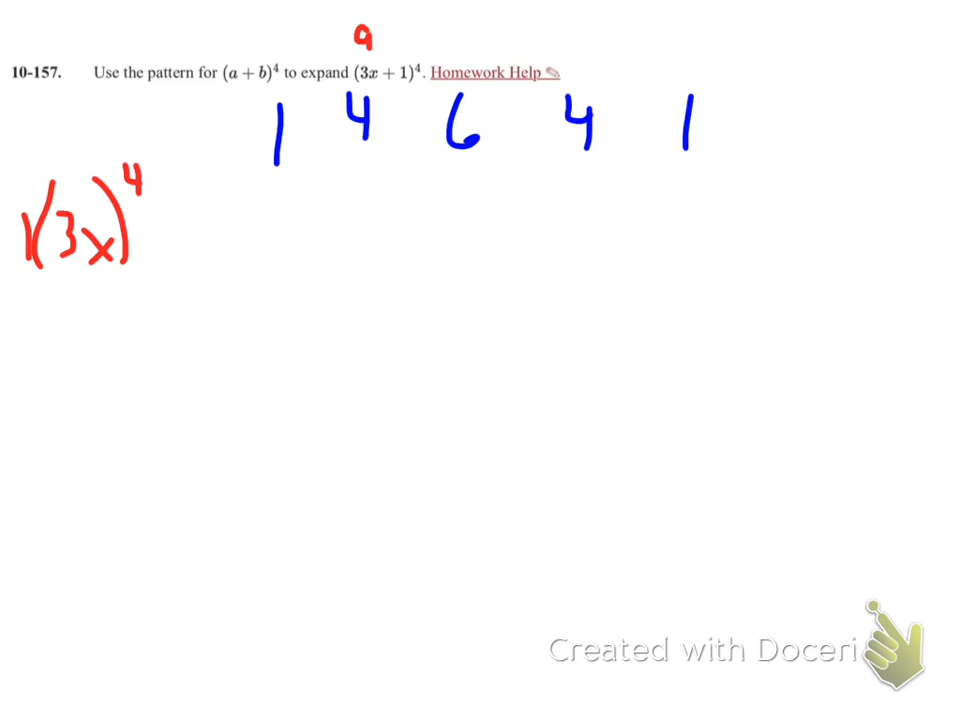 a
10-157. Use the pattern for (a + b)⁴ to expand (3x + 1)⁴. Homework Help ✎
1 4 6 4 1
1(3x)⁴
Created with Doceri